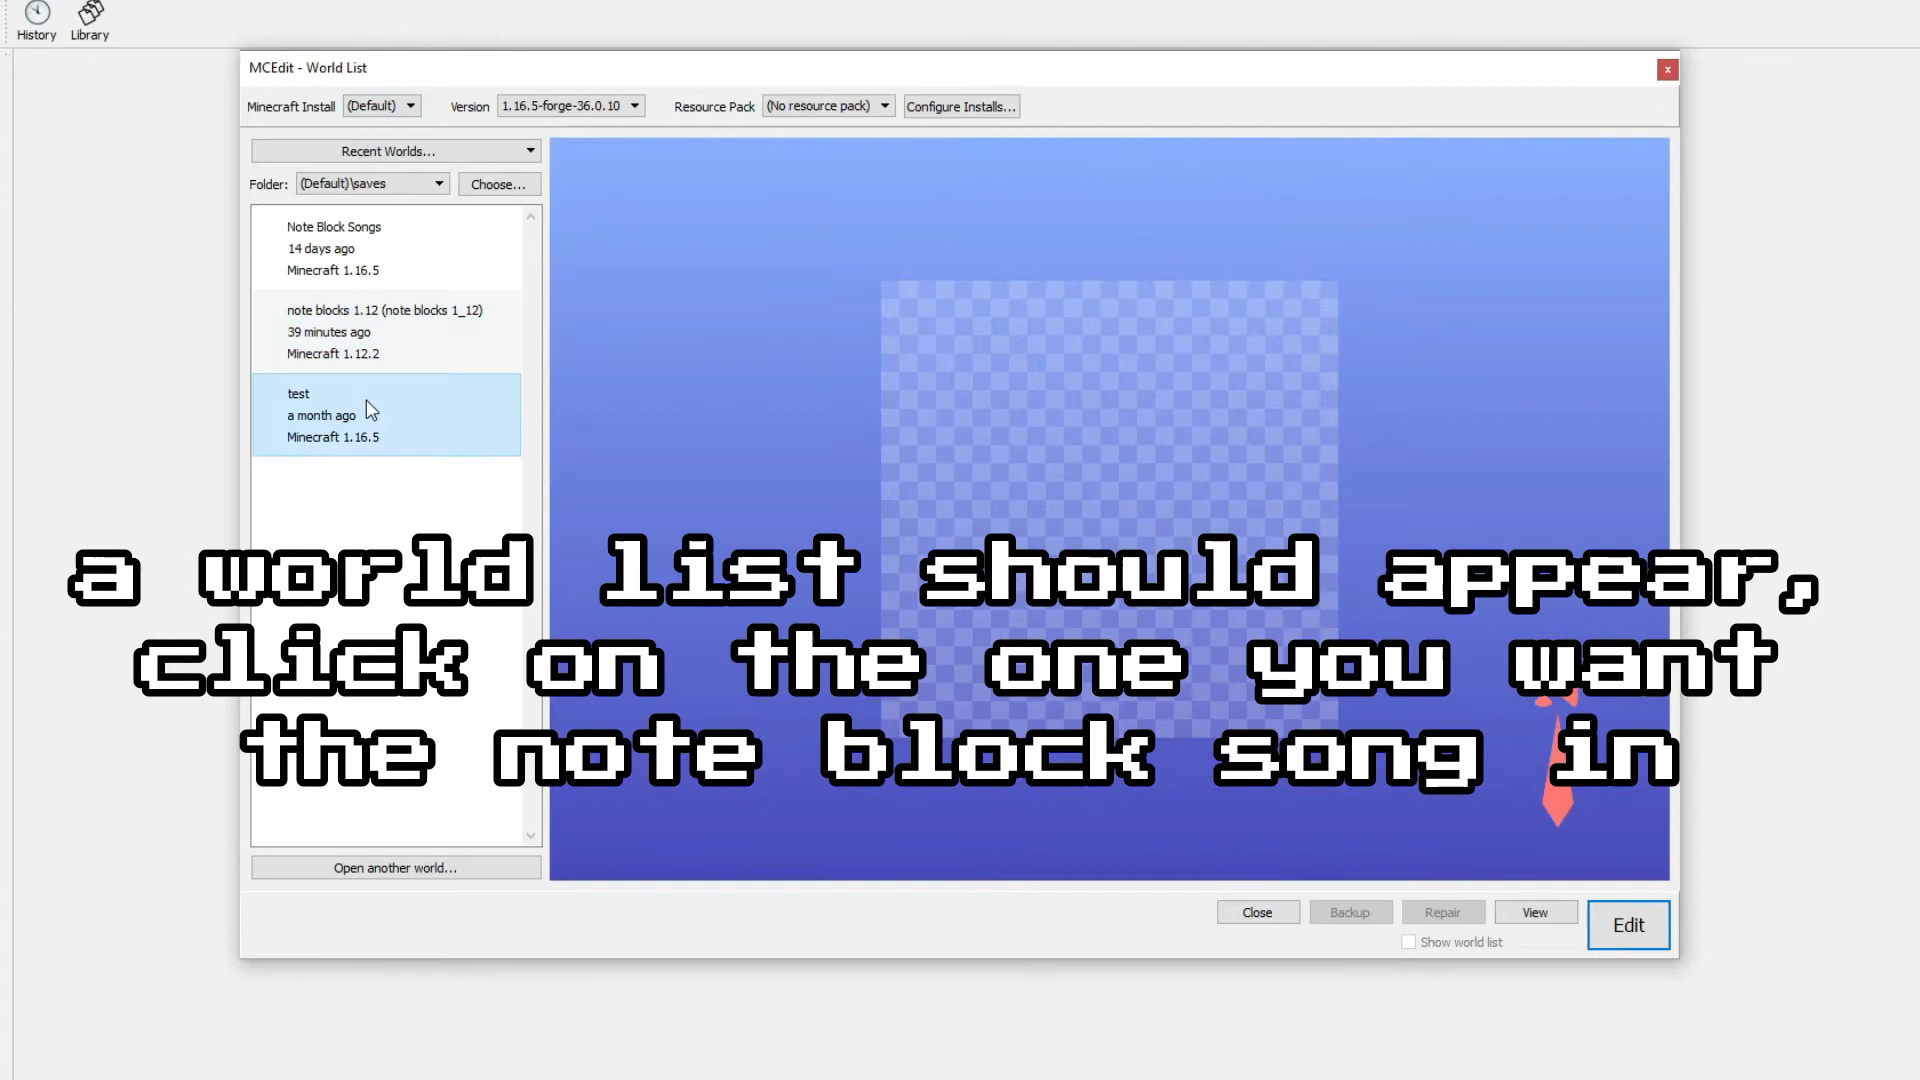 History Library
MCEdit - World List
x
Minecraft Install (Default) Version 1.16.5-forge-36.0.10 Resource Pack (No resource pack) Configure Installs...
Recent Worlds...
Folder: (Default)\saves Choose...
Note Block Songs
14 days ago
Minecraft 1.16.5
note blocks 1.12 (note blocks 1_12)
39 minutes ago
Minecraft 1.12.2
test
a month ago
Minecraft 1.16.5
a world list should appear,
click on the one you want
the note block song in
Open another world...
Close Backup Repair View Edit
Show world list